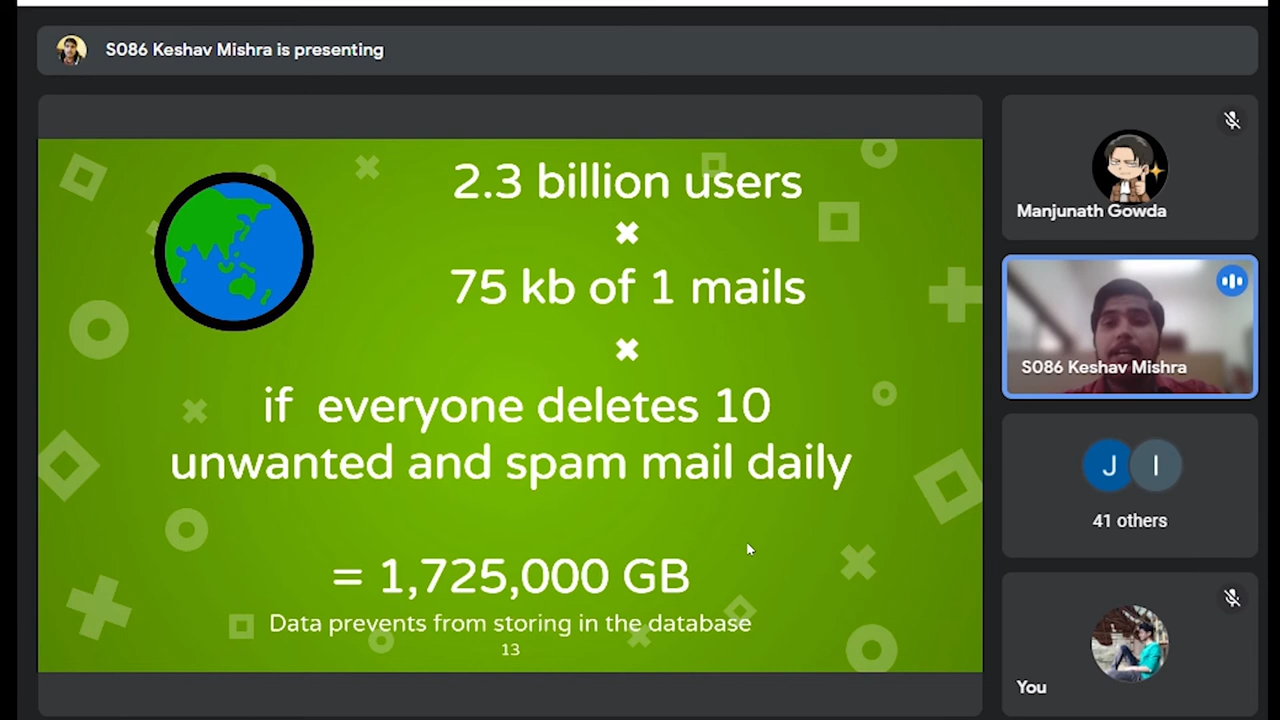 S086 Keshav Mishra is presenting
2.3 billion users
×
75 kb of 1 mails
×
if everyone deletes 10
unwanted and spam mail daily
= 1,725,000 GB
Data prevents from storing in the database
13
Manjunath Gowda
S086 Keshav Mishra
J I
41 others
You